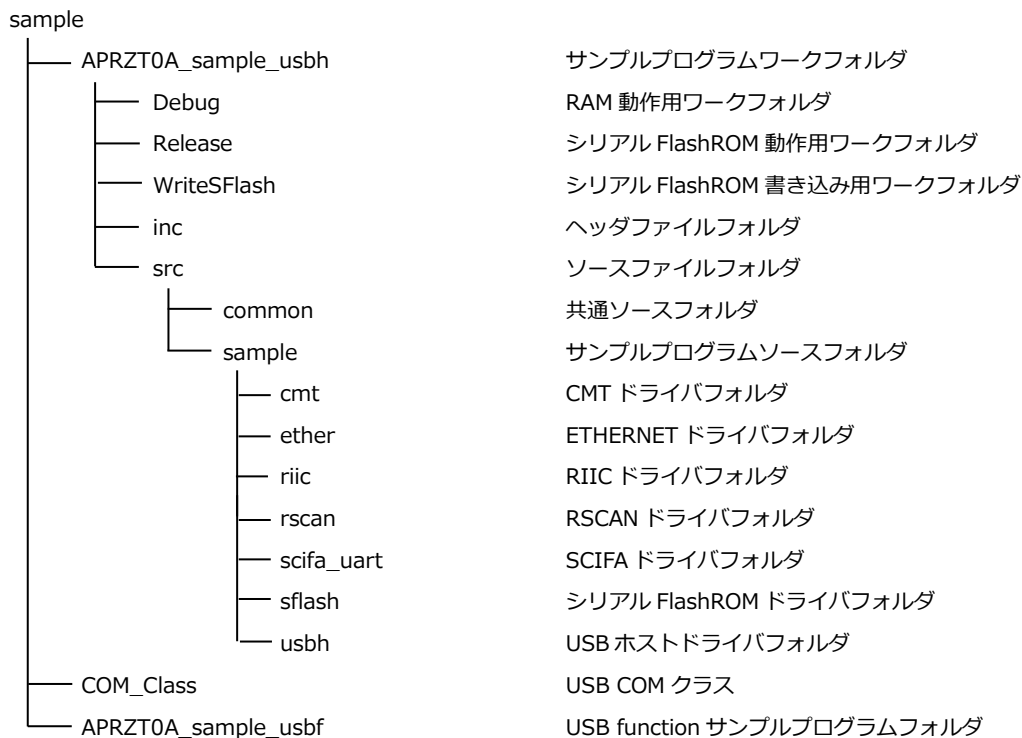 sample
APRZT0A_sample_usbh サンプルプログラムワークフォルダ
Debug RAM 動作用ワークフォルダ
Release シリアル FlashROM 動作用ワークフォルダ
WriteSFlash シリアル FlashROM 書き込み用ワークフォルダ
inc ヘッダファイルフォルダ
src ソースファイルフォルダ
common 共通ソースフォルダ
sample サンプルプログラムソースフォルダ
cmt CMT ドライバフォルダ
ether ETHERNET ドライバフォルダ
riic RIIC ドライバフォルダ
rscan RSCAN ドライバフォルダ
scifa_uart SCIFA ドライバフォルダ
sflash シリアル FlashROM ドライバフォルダ
usbh USB ホストドライバフォルダ
COM_Class USB COM クラス
APRZT0A_sample_usbf USB function サンプルプログラムフォルダ